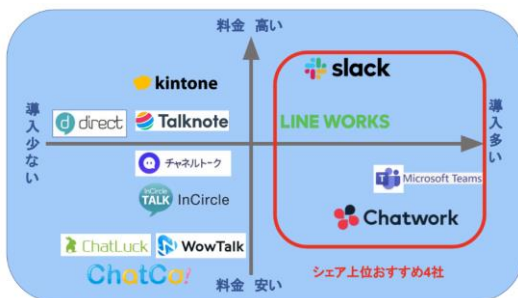 料金 高い
slack
kintone
導入少ない
direct
Talknote
LINE WORKS
導入多い
チャネルトーク
Microsoft Teams
InCircle
TALK
InCircle
Chatwork
ChatLuck
WowTalk
ChatCo!
料金 安い
シェア上位おすすめ4社